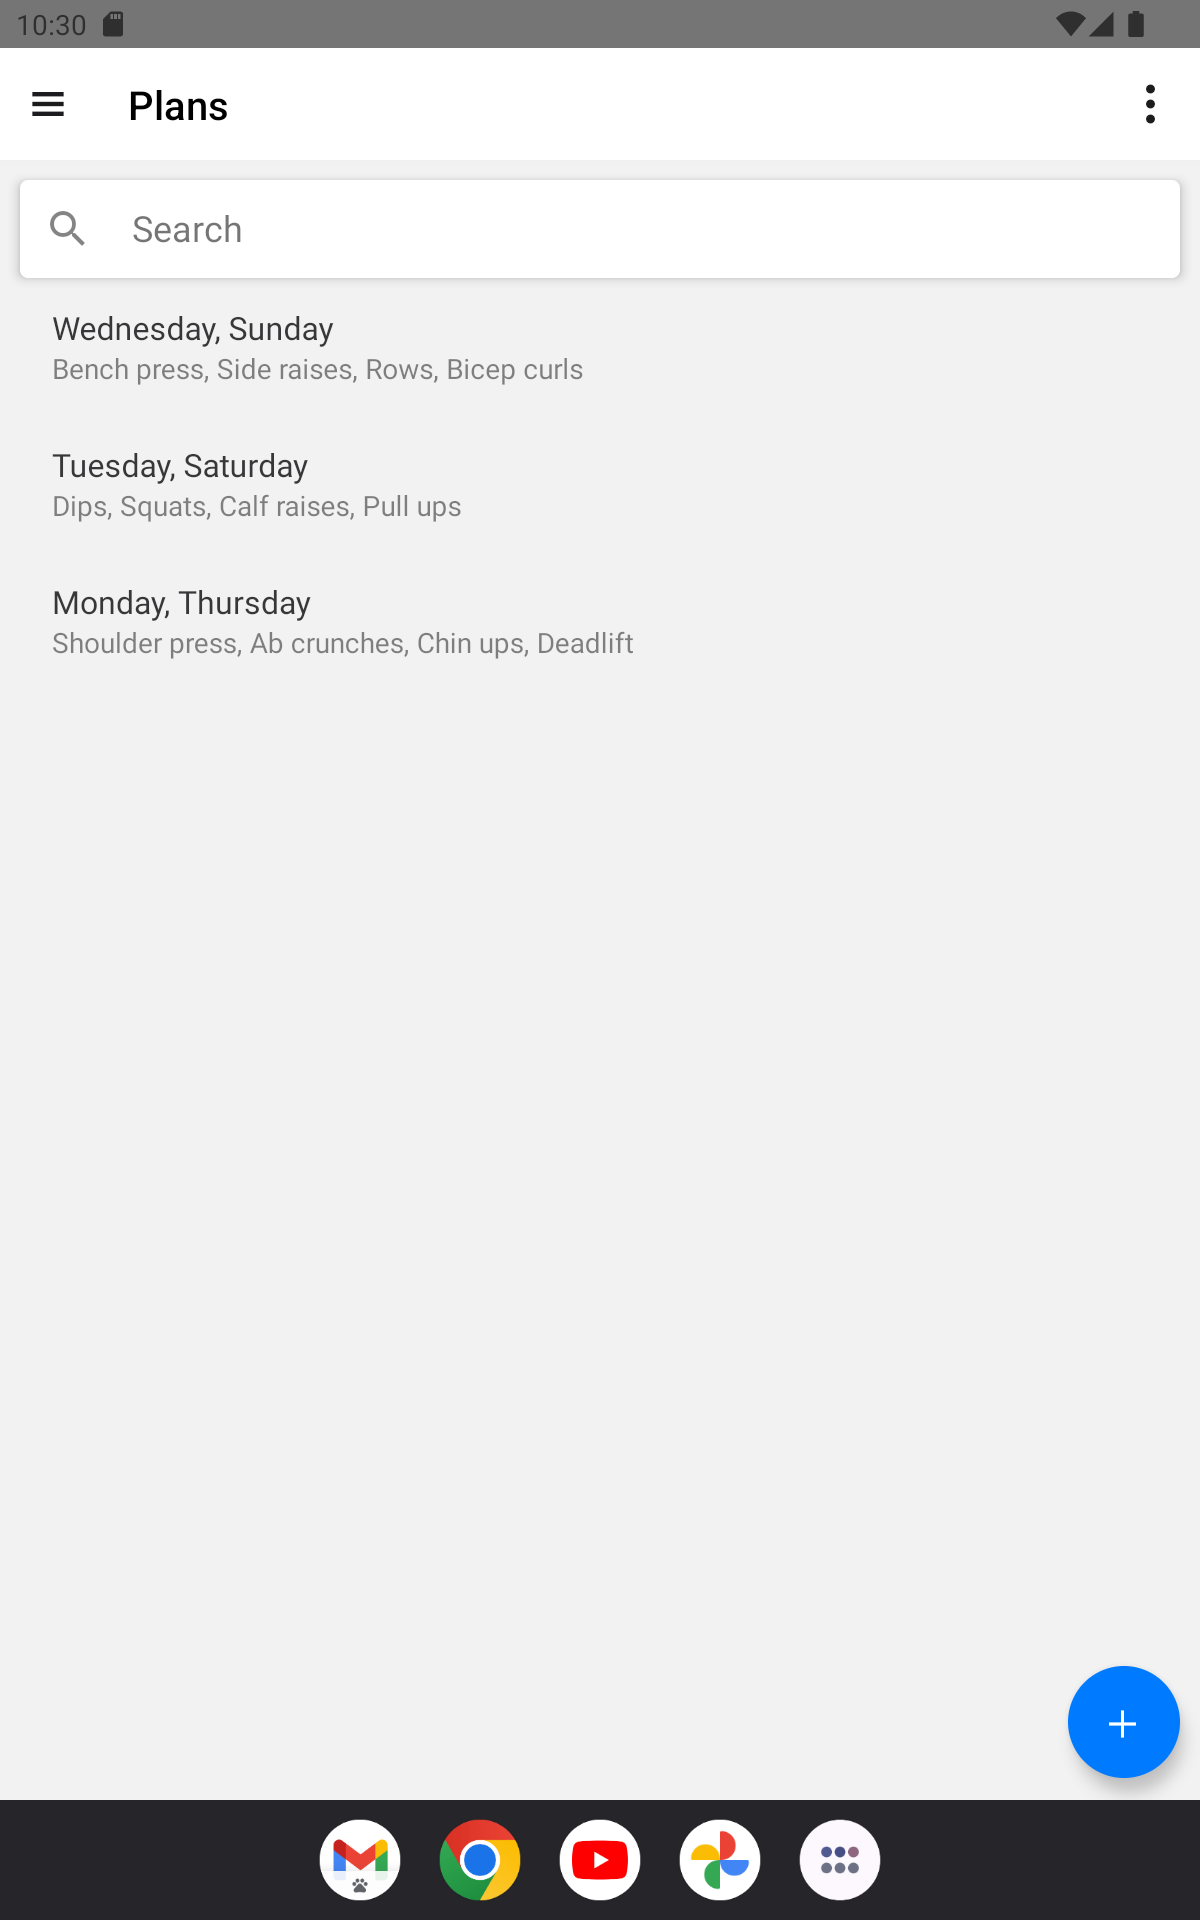 10:30
Plans
Search
Wednesday, Sunday
Bench press, Side raises, Rows, Bicep curls
Tuesday, Saturday
Dips, Squats, Calf raises, Pull ups
Monday, Thursday
Shoulder press, Ab crunches, Chin ups, Deadlift